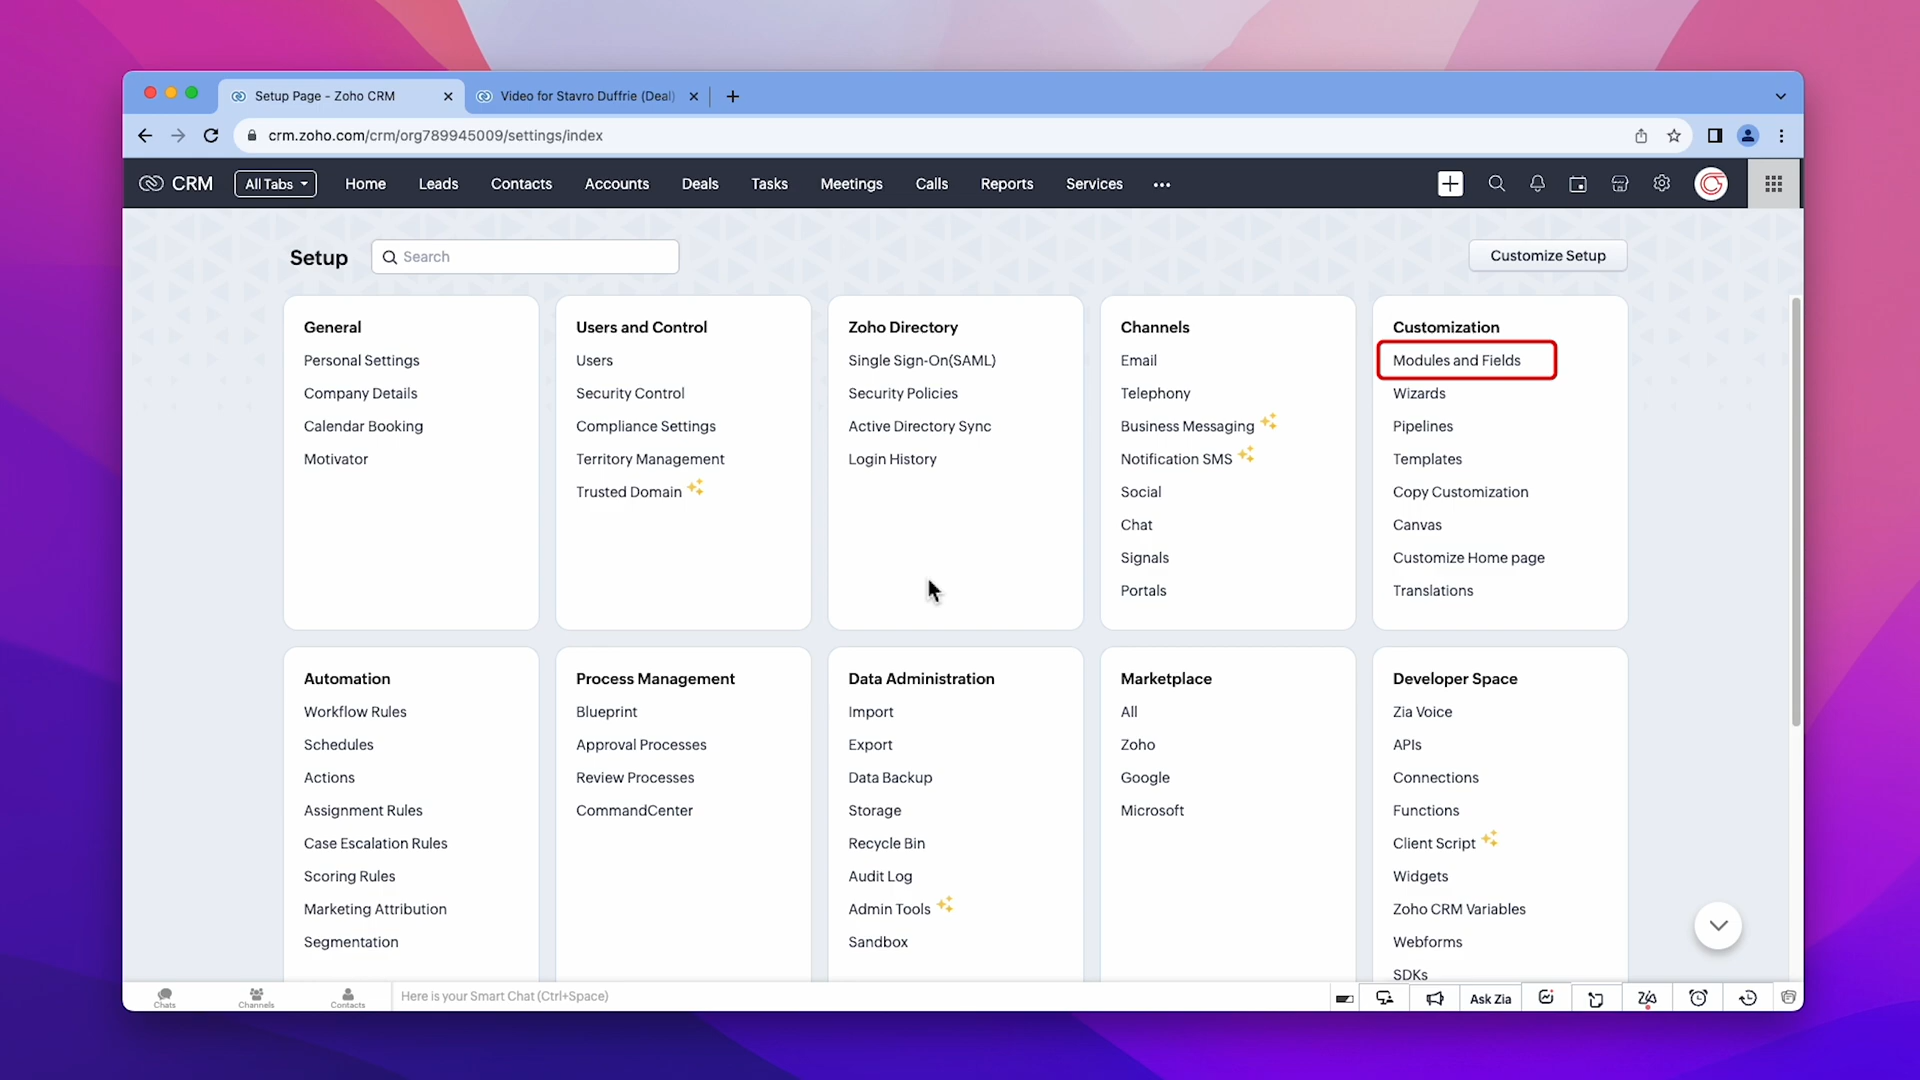 Setup Page - Zoho CRM
Video for Stavro Duffrie (Deal)
crm.zoho.com/crm/org789945009/settings/index
CRM
All Tabs
Home
Leads
Contacts
Accounts
Deals
Tasks
Meetings
Calls
Reports
Services
Setup
Search
Customize Setup
General
Personal Settings
Company Details
Calendar Booking
Motivator
Users and Control
Users
Security Control
Compliance Settings
Territory Management
Trusted Domain
Zoho Directory
Single Sign-On(SAML)
Security Policies
Active Directory Sync
Login History
Channels
Email
Telephony
Business Messaging
Notification SMS
Social
Chat
Signals
Portals
Customization
Modules and Fields
Wizards
Pipelines
Templates
Copy Customization
Canvas
Customize Home page
Translations
Automation
Workflow Rules
Schedules
Actions
Assignment Rules
Case Escalation Rules
Scoring Rules
Marketing Attribution
Segmentation
Process Management
Blueprint
Approval Processes
Review Processes
CommandCenter
Data Administration
Import
Export
Data Backup
Storage
Recycle Bin
Audit Log
Admin Tools
Sandbox
Marketplace
All
Zoho
Google
Microsoft
Developer Space
Zia Voice
APIs
Connections
Functions
Client Script
Widgets
Zoho CRM Variables
Webforms
SDKs
Chats
Channels
Contacts
Here is your Smart Chat (Ctrl+Space)
Ask Zia